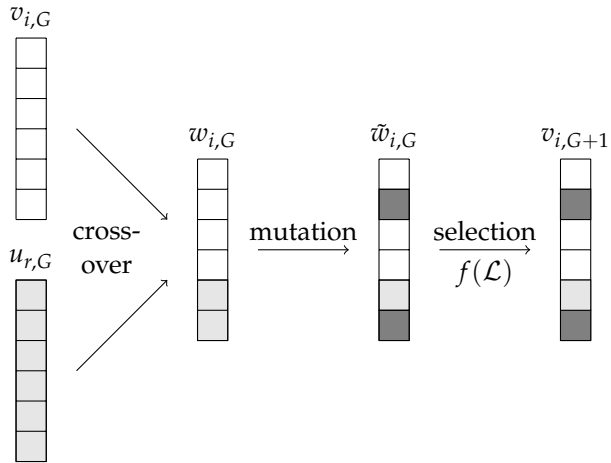 v_{i,G}
w_{i,G}
w̃_{i,G}
v_{i,G+1}
u_{r,G}
cross-
over
mutation
selection
f(ℒ)